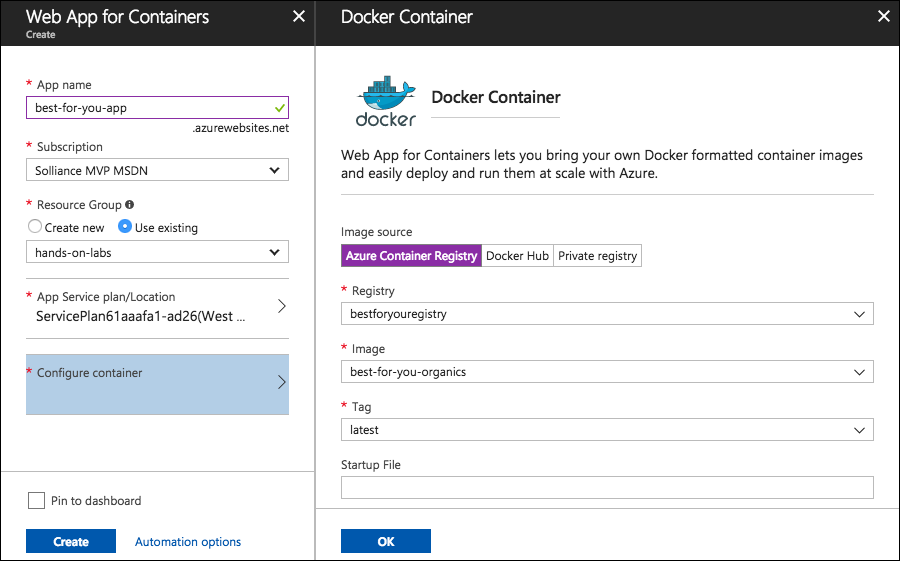 Web App for Containers
Create
* App name
best-for-you-app
.azurewebsites.net
* Subscription
Solliance MVP MSDN
* Resource Group
Create new Use existing
hands-on-labs
* App Service plan/Location
ServicePlan61aaafa1-ad26(West ...
* Configure container
Pin to dashboard
Create Automation options
Docker Container
docker
Docker Container
Web App for Containers lets you bring your own Docker formatted container images
and easily deploy and run them at scale with Azure.
Image source
Azure Container Registry Docker Hub Private registry
* Registry
bestforyouregistry
* Image
best-for-you-organics
* Tag
latest
Startup File
OK